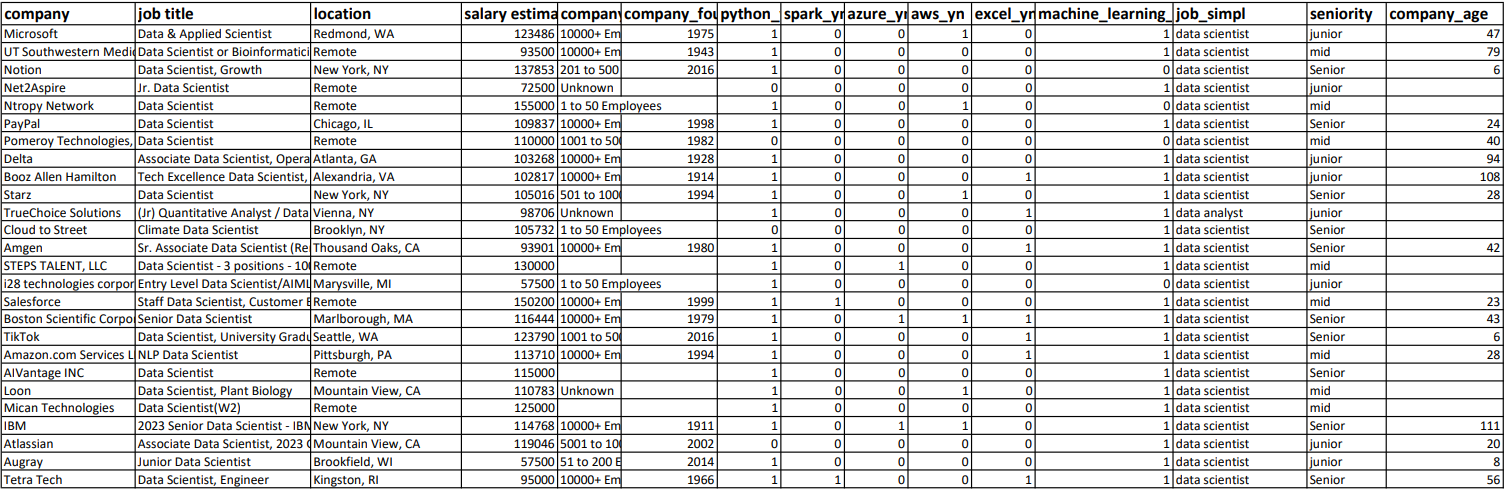 company job title location salary estima company company_fou python_ spark_yn azure_yn aws_yn excel_yn machine_learning_ job_simpl seniority company_age
Microsoft Data & Applied Scientist Redmond, WA 123486 10000+ Em 1975 1 0 0 1 0 1 data scientist junior 47
UT Southwestern Medic Data Scientist or Bioinformatici Remote 93500 10000+ Em 1943 1 0 0 0 0 1 data scientist mid 79
Notion Data Scientist, Growth New York, NY 137853 201 to 500 2016 1 0 0 0 0 0 data scientist Senior 6
Net2Aspire Jr. Data Scientist Remote 72500 Unknown 0 0 0 0 0 1 data scientist junior
Ntropy Network Data Scientist Remote 155000 1 to 50 Employees 1 0 0 1 0 0 data scientist mid
PayPal Data Scientist Chicago, IL 109837 10000+ Em 1998 1 0 0 0 0 1 data scientist Senior 24
Pomeroy Technologies, Data Scientist Remote 110000 1001 to 500 1982 0 0 0 0 0 0 data scientist mid 40
Delta Associate Data Scientist, Opera Atlanta, GA 103268 10000+ Em 1928 1 0 0 0 0 1 data scientist junior 94
Booz Allen Hamilton Tech Excellence Data Scientist, Alexandria, VA 102817 10000+ Em 1914 1 0 0 0 1 1 data scientist junior 108
Starz Data Scientist New York, NY 105016 501 to 1000 1994 1 0 0 1 0 1 data scientist Senior 28
TrueChoice Solutions (Jr) Quantitative Analyst / Data Vienna, NY 98706 Unknown 1 0 0 0 1 1 data analyst junior
Cloud to Street Climate Data Scientist Brooklyn, NY 105732 1 to 50 Employees 0 0 0 0 0 1 data scientist Senior
Amgen Sr. Associate Data Scientist (Re Thousand Oaks, CA 93901 10000+ Em 1980 1 0 0 0 1 1 data scientist Senior 42
STEPS TALENT, LLC Data Scientist - 3 positions - 100 Remote 130000 1 0 1 0 0 1 data scientist mid
i28 technologies corpor Entry Level Data Scientist/AIML Marysville, MI 57500 1 to 50 Employees 1 0 0 0 0 0 data scientist junior
Salesforce Staff Data Scientist, Customer E Remote 150200 10000+ Em 1999 1 1 0 0 0 1 data scientist mid 23
Boston Scientific Corpo Senior Data Scientist Marlborough, MA 116444 10000+ Em 1979 1 0 1 1 1 1 data scientist Senior 43
TikTok Data Scientist, University Gradu Seattle, WA 123790 1001 to 500 2016 1 0 0 0 1 1 data scientist Senior 6
Amazon.com Services L NLP Data Scientist Pittsburgh, PA 113710 10000+ Em 1994 1 0 0 0 1 1 data scientist mid 28
AIVantage INC Data Scientist Remote 115000 1 0 0 0 0 1 data scientist Senior
Loon Data Scientist, Plant Biology Mountain View, CA 110783 Unknown 1 0 0 1 0 1 data scientist mid
Mican Technologies Data Scientist(W2) Remote 125000 1 0 0 0 0 1 data scientist mid
IBM 2023 Senior Data Scientist - IBM New York, NY 114768 10000+ Em 1911 1 0 1 1 0 1 data scientist Senior 111
Atlassian Associate Data Scientist, 2023 G Mountain View, CA 119046 5001 to 100 2002 0 0 0 0 0 1 data scientist junior 20
Augray Junior Data Scientist Brookfield, WI 57500 51 to 200 E 2014 1 0 0 0 0 1 data scientist junior 8
Tetra Tech Data Scientist, Engineer Kingston, RI 95000 10000+ Em 1966 1 1 0 0 1 1 data scientist Senior 56